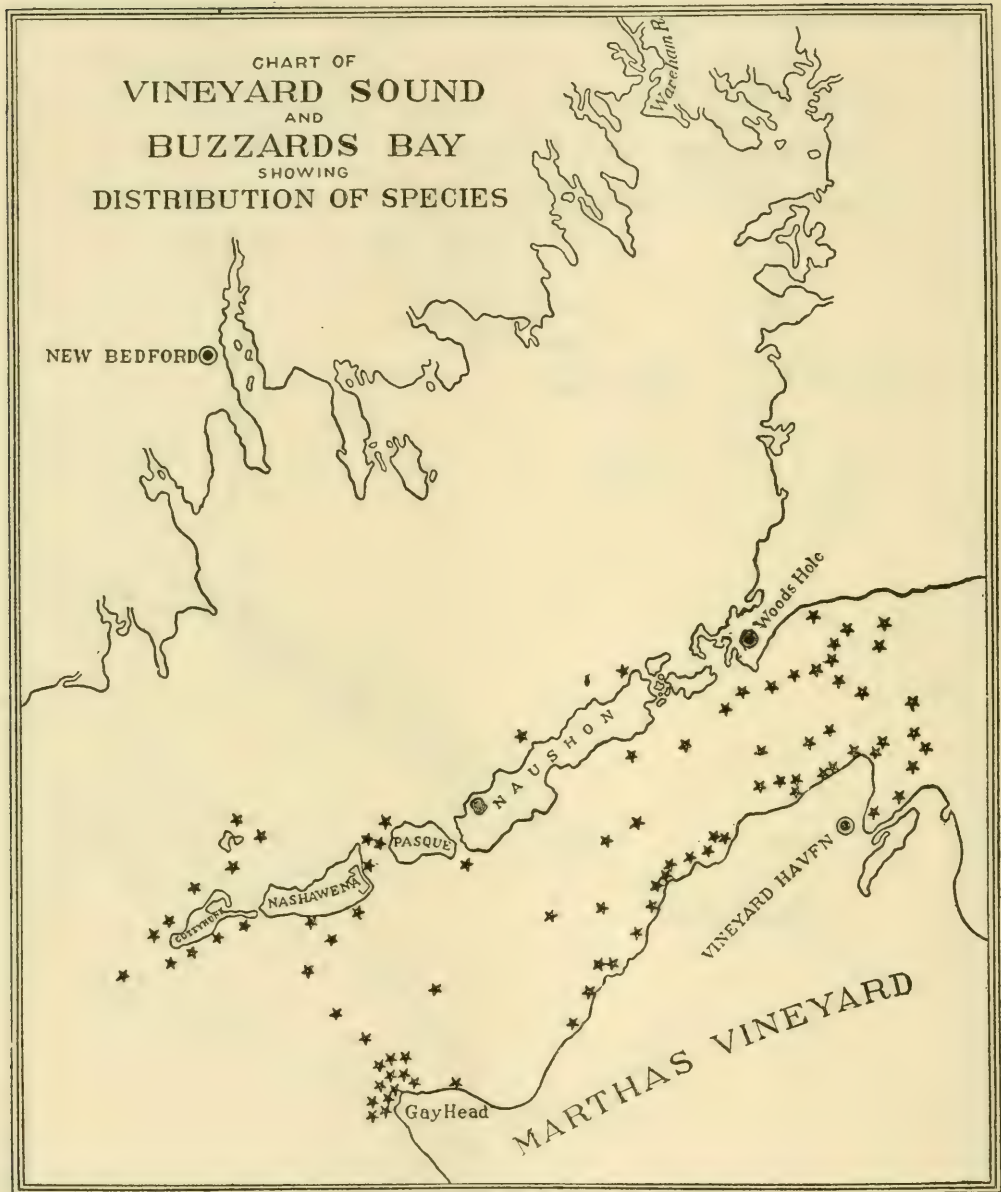 CHART OF
VINEYARD SOUND
AND
BUZZARDS BAY
SHOWING
DISTRIBUTION OF SPECIES
Wareham R.
NEW BEDFORD
Woods Hole
NAUSHON
PASQUE
NASHAWENA
CUTTYHUNK
VINEYARD HAVEN
MARTHAS VINEYARD
Gay Head